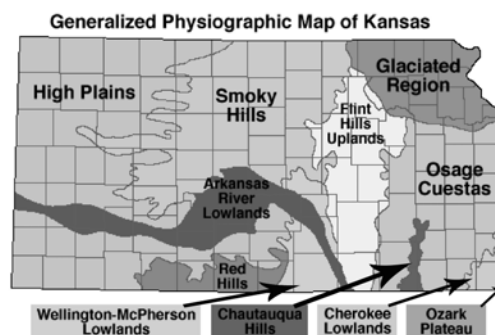 Generalized Physiographic Map of Kansas
High Plains
Smoky
Hills
Glaciated
Region
Flint
Hills
Uplands
Osage
Cuestas
Arkansas
River
Lowlands
Red
Hills
Wellington-McPherson
Lowlands
Chautauqua
Hills
Cherokee
Lowlands
Ozark
Plateau